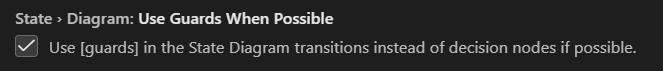 State › Diagram: Use Guards When Possible
Use [guards] in the State Diagram transitions instead of decision nodes if possible.